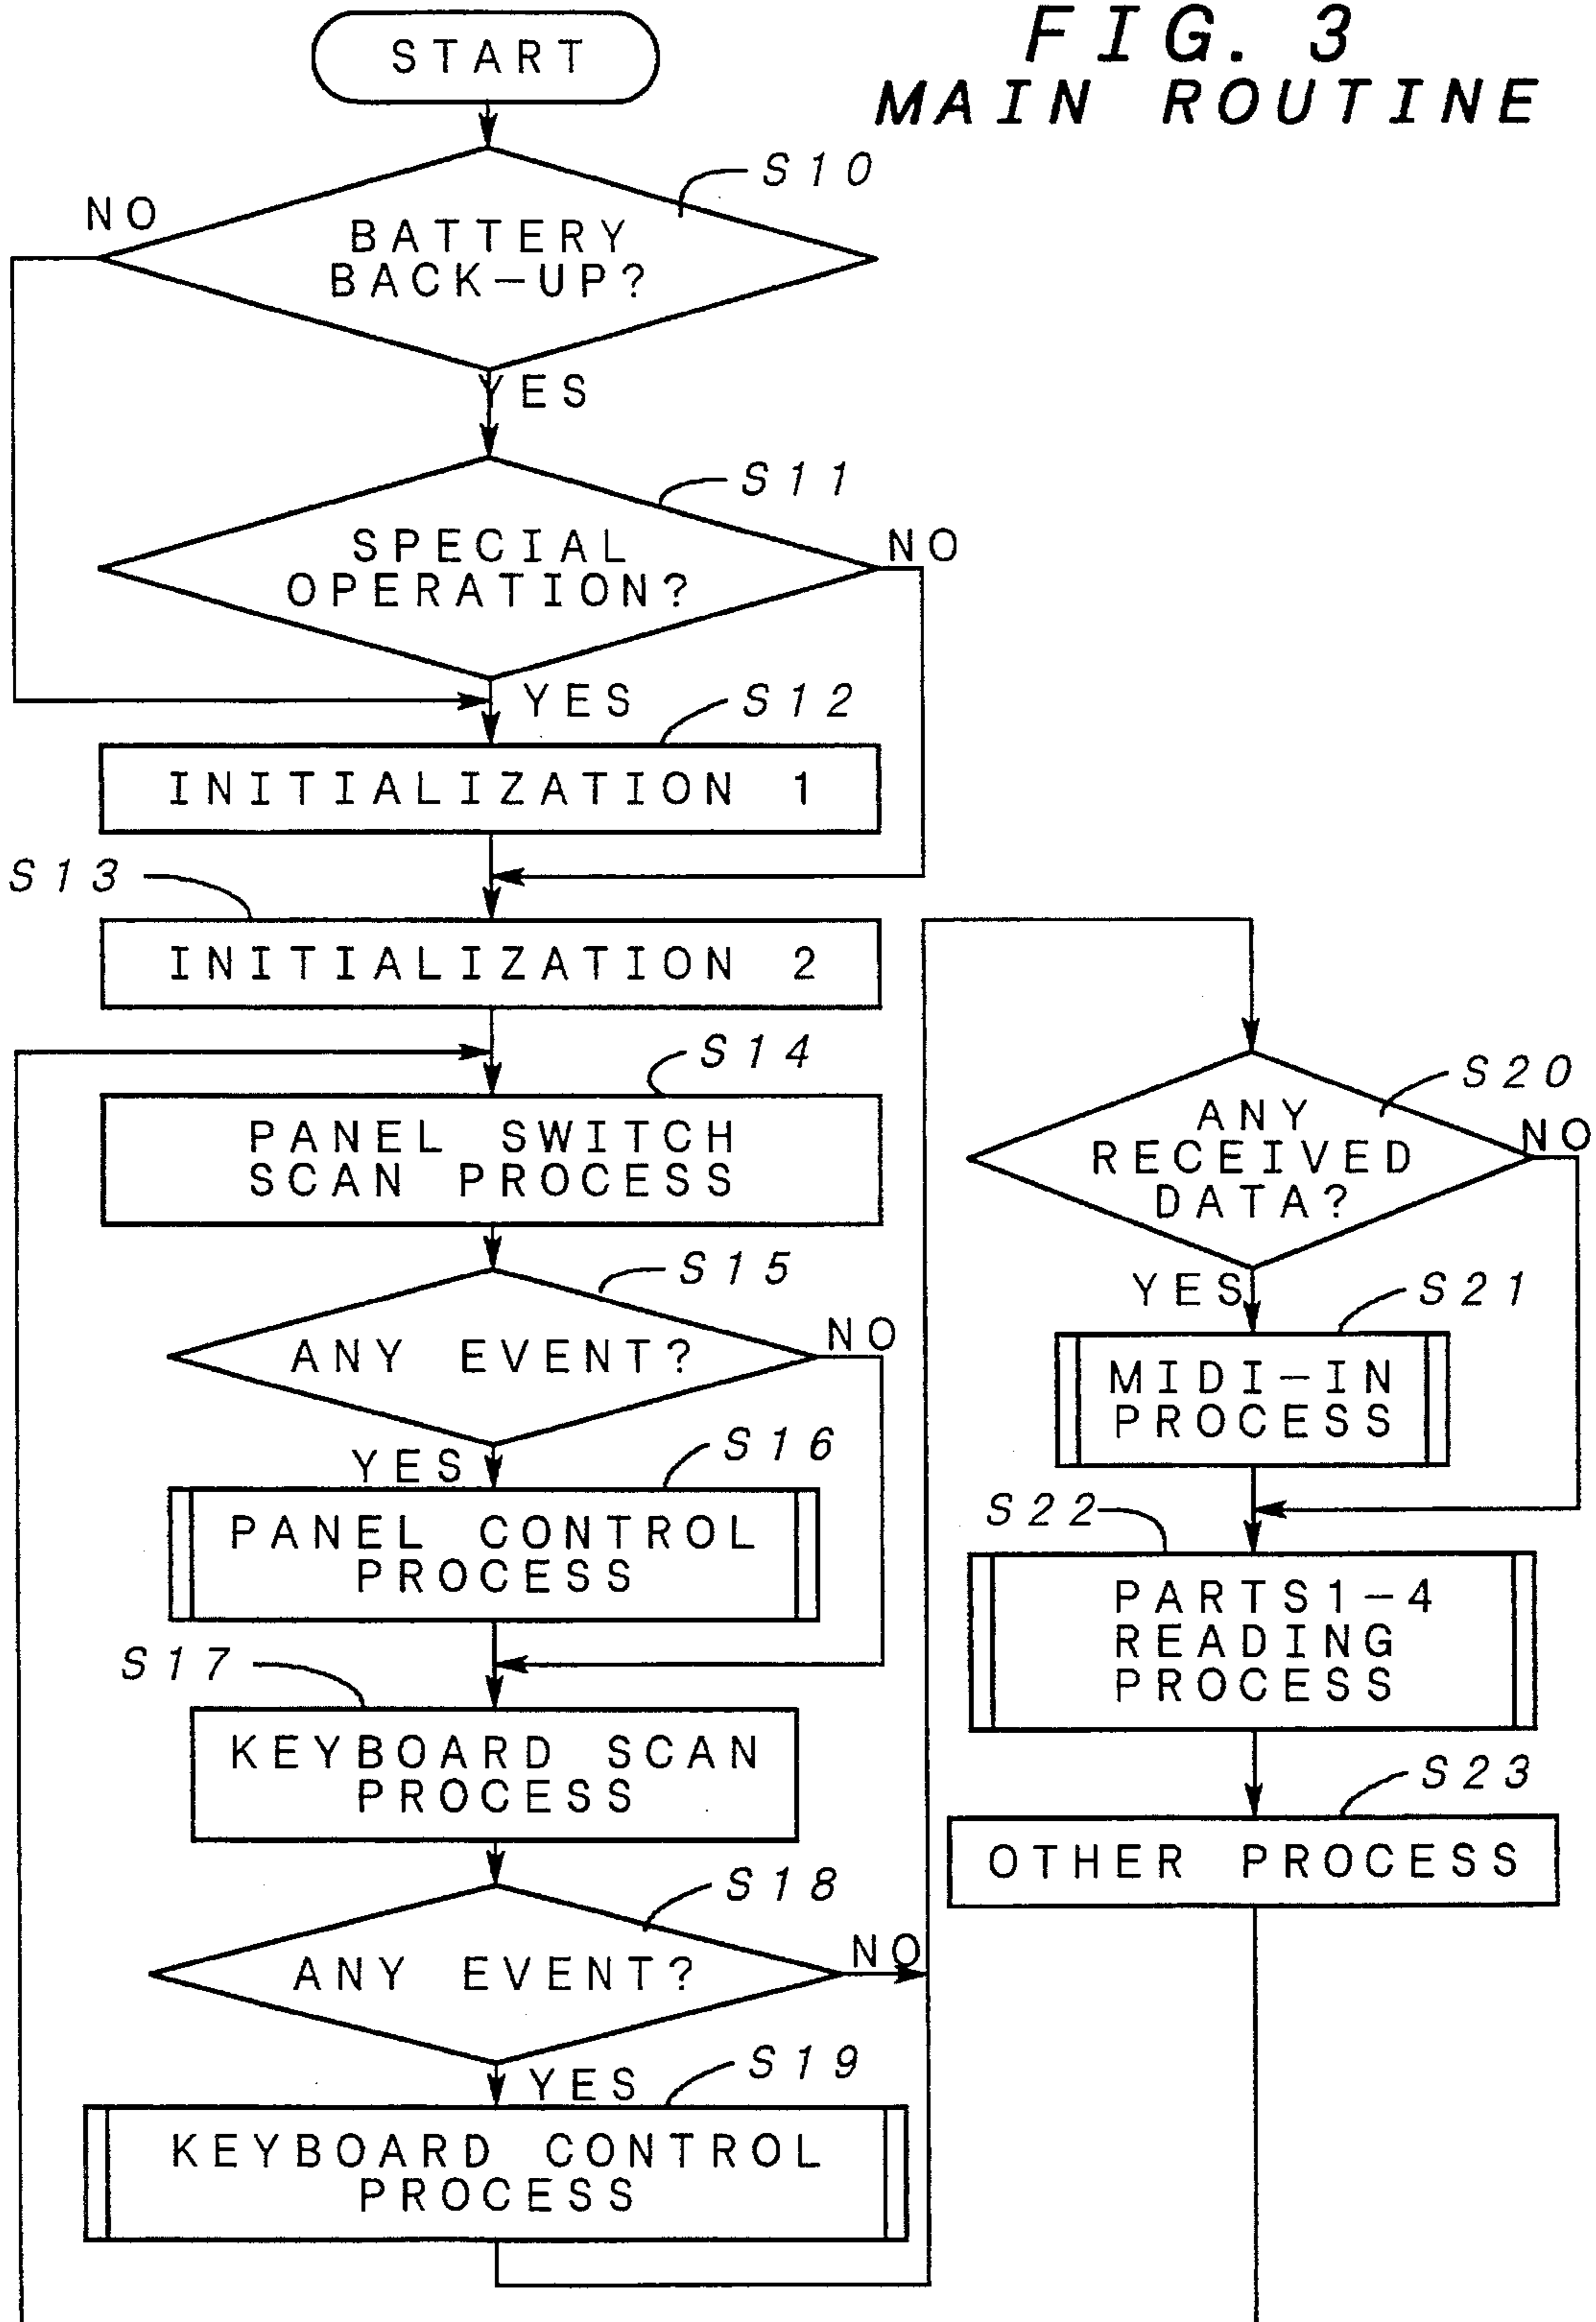 FIG. 3
MAIN ROUTINE
START
S10
NO
BATTERY
BACK-UP?
YES
S11
SPECIAL
OPERATION?
NO
YES
S12
INITIALIZATION 1
S13
INITIALIZATION 2
S14
PANEL SWITCH
SCAN PROCESS
S15
ANY EVENT?
NO
YES
S16
PANEL CONTROL
PROCESS
S17
KEYBOARD SCAN
PROCESS
S18
ANY EVENT?
NO
YES
S19
KEYBOARD CONTROL
PROCESS
S20
ANY
RECEIVED
DATA?
NO
YES
S21
MIDI-IN
PROCESS
S22
PARTS1-4
READING
PROCESS
S23
OTHER PROCESS